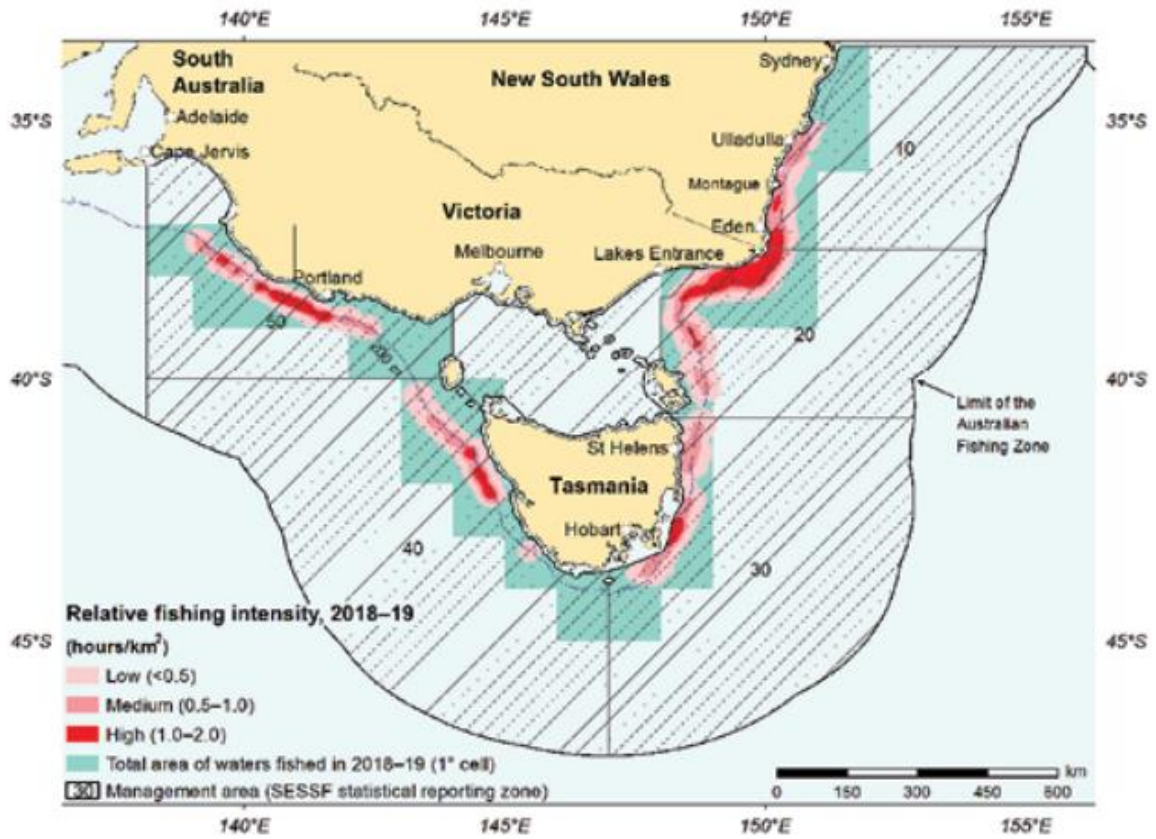 140°E 145°E 150°E 155°E
South
Australia
New South Wales
Sydney
Adelaide
35°S
35°S
Ulladulla
10
Cape Jervis
Montague
Victoria
Eden
Melbourne
Lakes Entrance
Portland
50
20
40°S
40°S
Limit of the
Australian
Fishing Zone
St Helens
Tasmania
Hobart
40
30
Relative fishing intensity, 2018–19
(hours/km²)
45°S
45°S
Low (<0.5)
Medium (0.5–1.0)
High (1.0–2.0)
Total area of waters fished in 2018–19 (1° cell)
30 Management area (SESSF statistical reporting zone)
km
0 150 300 450 600
140°E 145°E 150°E 155°E